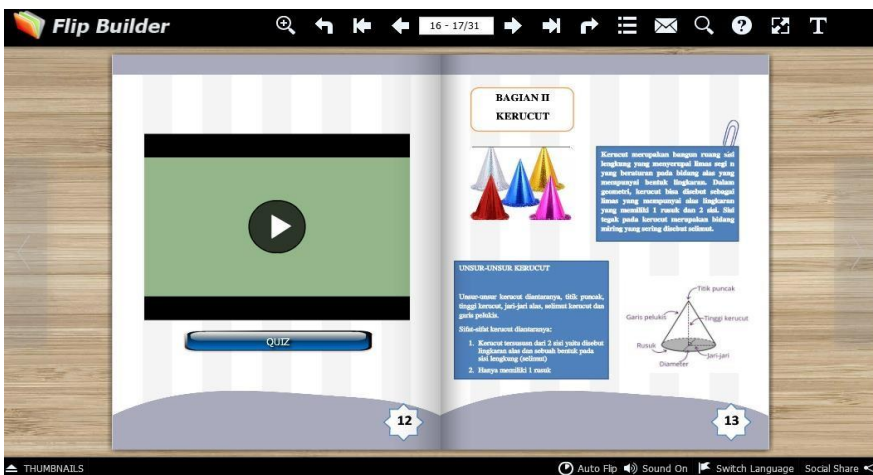 Flip Builder
16 - 17/31
T
QUIZ
12
BAGIAN II
KERUCUT
Kerucut merupakan bangun ruang sisi
lengkung yang menyerupai limas segi n
yang beraturan pada bidang alas yang
mempunyai bentuk lingkaran. Dalam
geometri, kerucut bisa disebut sebagai
limas yang mempunyai alas lingkaran
yang memiliki 1 rusuk dan 2 sisi. Sisi
tegak pada kerucut merupakan bidang
miring yang sering disebut selimut.
UNSUR-UNSUR KERUCUT
Unsur-unsur kerucut diantaranya, titik puncak,
tinggi kerucut, jari-jari alas, selimut kerucut dan
garis pelukis.
Sifat-sifat kerucut diantaranya:
1. Kerucut tersusun dari 2 sisi yaitu disebut
lingkaran alas dan sebuah bentuk pada
sisi lengkung (selimut)
2. Hanya memiliki 1 rusuk
Titik puncak
Garis pelukis
Tinggi kerucut
Rusuk
Jari-jari
Diameter
13
THUMBNAILS
Auto Flip
Sound On
Switch Language
Social Share